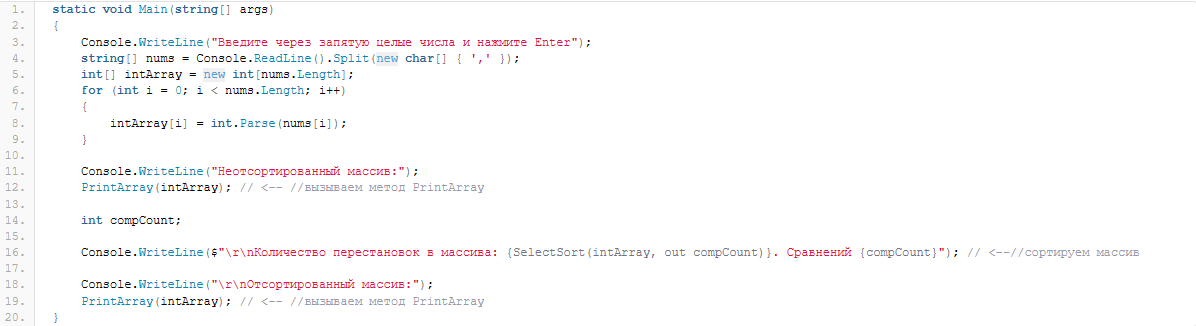 1. static void Main(string[] args)
2. {
3. Console.WriteLine("Введите через запятую целые числа и нажмите Enter");
4. string[] nums = Console.ReadLine().Split(new char[] { ',' });
5. int[] intArray = new int[nums.Length];
6. for (int i = 0; i < nums.Length; i++)
7. {
8. intArray[i] = int.Parse(nums[i]);
9. }
10.
11. Console.WriteLine("Неотсортированный массив:");
12. PrintArray(intArray); // <-- //вызываем метод PrintArray
13.
14. int compCount;
15.
16. Console.WriteLine($"\r\nКоличество перестановок в массива: {SelectSort(intArray, out compCount)}. Сравнений {compCount}"); // <--//сортируем массив
17.
18. Console.WriteLine("\r\nОтсортированный массив:");
19. PrintArray(intArray); // <-- //вызываем метод PrintArray
20. }